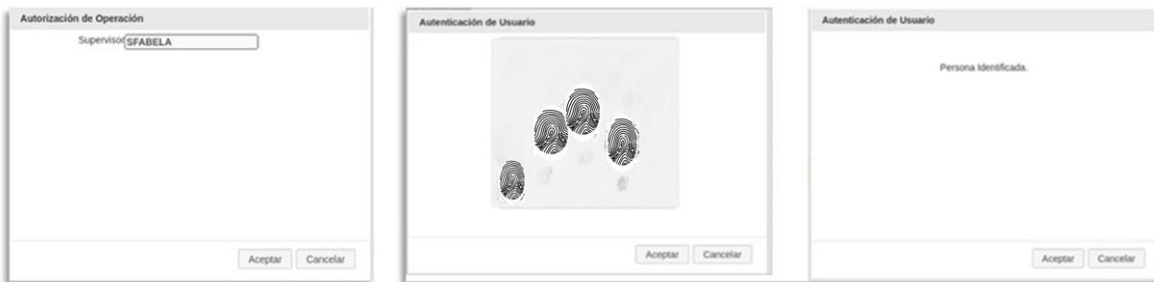 Autorización de Operación
Supervisor SFABELA
Aceptar Cancelar
Autenticación de Usuario
Aceptar Cancelar
Autenticación de Usuario
Persona Identificada.
Aceptar Cancelar